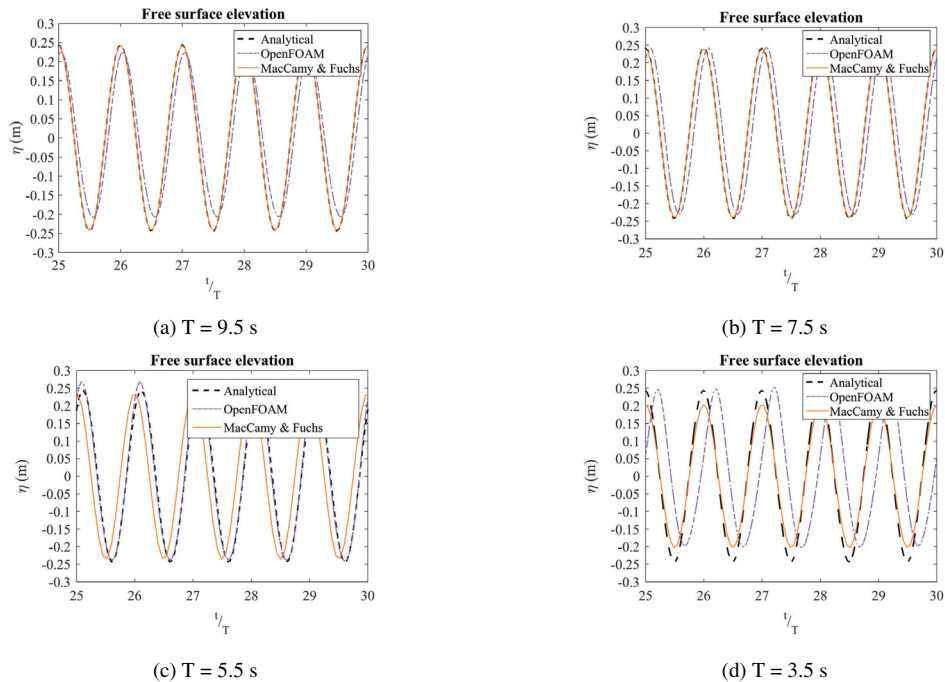 Free surface elevation
0.3
0.25
0.2
0.15
0.1
0.05
0
-0.05
-0.1
-0.15
-0.2
-0.25
-0.3
η (m)
Analytical
OpenFOAM
MacCamy & Fuchs
25 26 27 28 29 30
t/T
(a) T = 9.5 s
Free surface elevation
0.3
0.25
0.2
0.15
0.1
0.05
0
-0.05
-0.1
-0.15
-0.2
-0.25
-0.3
η (m)
Analytical
OpenFOAM
MacCamy & Fuchs
25 26 27 28 29 30
t/T
(b) T = 7.5 s
Free surface elevation
0.3
0.25
0.2
0.15
0.1
0.05
0
-0.05
-0.1
-0.15
-0.2
-0.25
-0.3
η (m)
Analytical
OpenFOAM
MacCamy & Fuchs
25 26 27 28 29 30
t/T
(c) T = 5.5 s
Free surface elevation
0.3
0.25
0.2
0.15
0.1
0.05
0
-0.05
-0.1
-0.15
-0.2
-0.25
-0.3
η (m)
Analytical
OpenFOAM
MacCamy & Fuchs
25 26 27 28 29 30
t/T
(d) T = 3.5 s